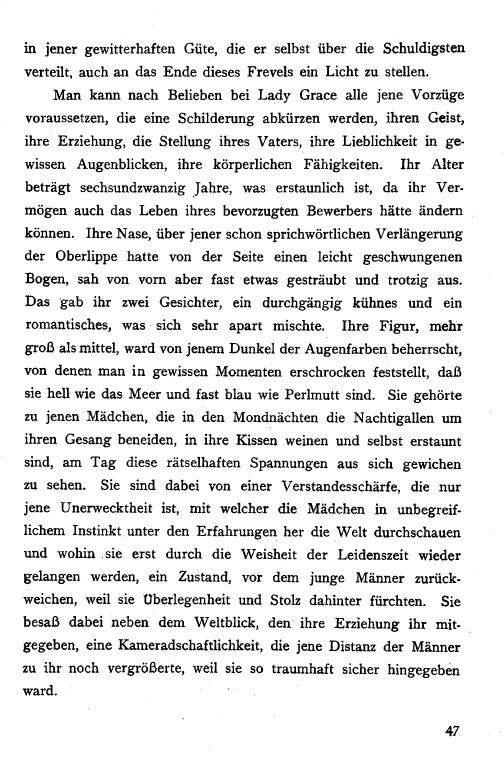 in jener gewitterhaften Güte, die er selbst über die Schuldigsten
verteilt, auch an das Ende dieses Frevels ein Licht zu stellen.
Man kann nach Belieben bei Lady Grace alle jene Vorzüge
voraussetzen, die eine Schilderung abkürzen werden, ihren Geist,
ihre Erziehung, die Stellung ihres Vaters, ihre Lieblichkeit in ge-
wissen Augenblicken, ihre körperlichen Fähigkeiten. Ihr Alter
beträgt sechsundzwanzig Jahre, was erstaunlich ist, da ihr Ver-
mögen auch das Leben ihres bevorzugten Bewerbers hätte ändern
können. Ihre Nase, über jener schon sprichwörtlichen Verlängerung
der Oberlippe hatte von der Seite einen leicht geschwungenen
Bogen, sah von vorn aber fast etwas gesträubt und trotzig aus.
Das gab ihr zwei Gesichter, ein durchgängig kühnes und ein
romantisches, was sich sehr apart mischte. Ihre Figur, mehr
groß als mittel, ward von jenem Dunkel der Augenfarben beherrscht,
von denen man in gewissen Momenten erschrocken feststellt, daß
sie hell wie das Meer und fast blau wie Perlmutt sind. Sie gehörte
zu jenen Mädchen, die in den Mondnächten die Nachtigallen um
ihren Gesang beneiden, in ihre Kissen weinen und selbst erstaunt
sind, am Tag diese rätselhaften Spannungen aus sich gewichen
zu sehen. Sie sind dabei von einer Verstandesschärfe, die nur
jene Unerwecktheit ist, mit welcher die Mädchen in unbegreif-
lichem Instinkt unter den Erfahrungen her die Welt durchschauen
und wohin sie erst durch die Weisheit der Leidenszeit wieder
gelangen werden, ein Zustand, vor dem junge Männer zurück-
weichen, weil sie Überlegenheit und Stolz dahinter fürchten. Sie
besaß dabei neben dem Weltblick, den ihre Erziehung ihr mit-
gegeben, eine Kameradschaftlichkeit, die jene Distanz der Männer
zu ihr noch vergrößerte, weil sie so traumhaft sicher hingegeben
ward.
47